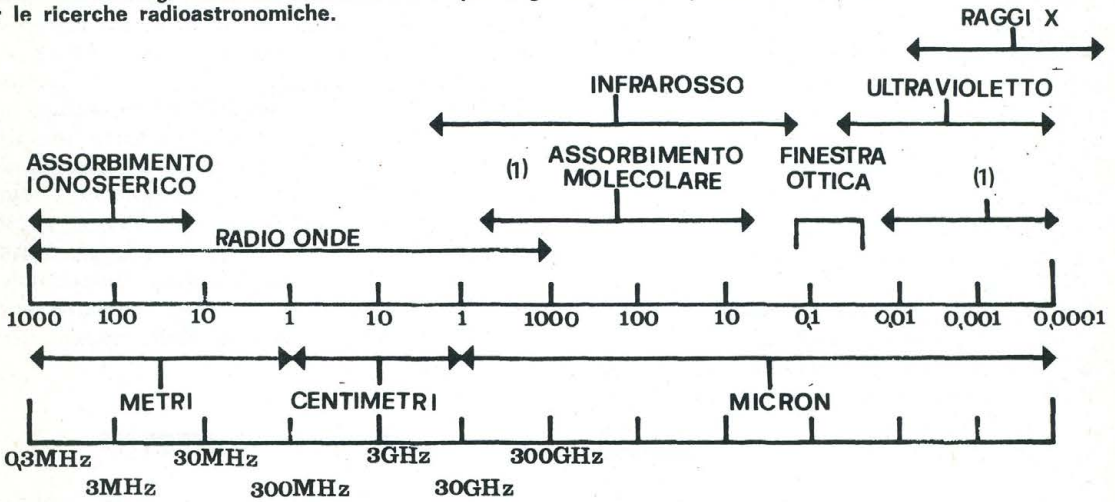 le ricerche radioastronomiche.
RAGGI X
INFRAROSSO
ULTRAVIOLETTO
ASSORBIMENTO
IONOSFERICO
(1) ASSORBIMENTO
MOLECOLARE
FINESTRA
OTTICA
(1)
RADIO ONDE
1000 100 10 1 10 1 1000 100 10 0,1 0,01 0,001 0,0001
METRI CENTIMETRI MICRON
0,3MHz 30MHz 3GHz 300GHz
3MHz 300MHz 30GHz